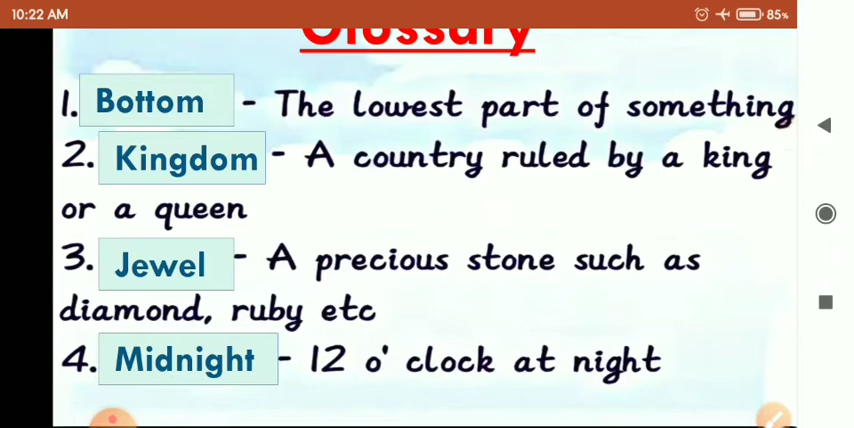 10:22 AM 85%
Glossary
1. Bottom - The lowest part of something
2. Kingdom - A country ruled by a king
or a queen
3. Jewel - A precious stone such as
diamond, ruby etc
4. Midnight - 12 o' clock at night